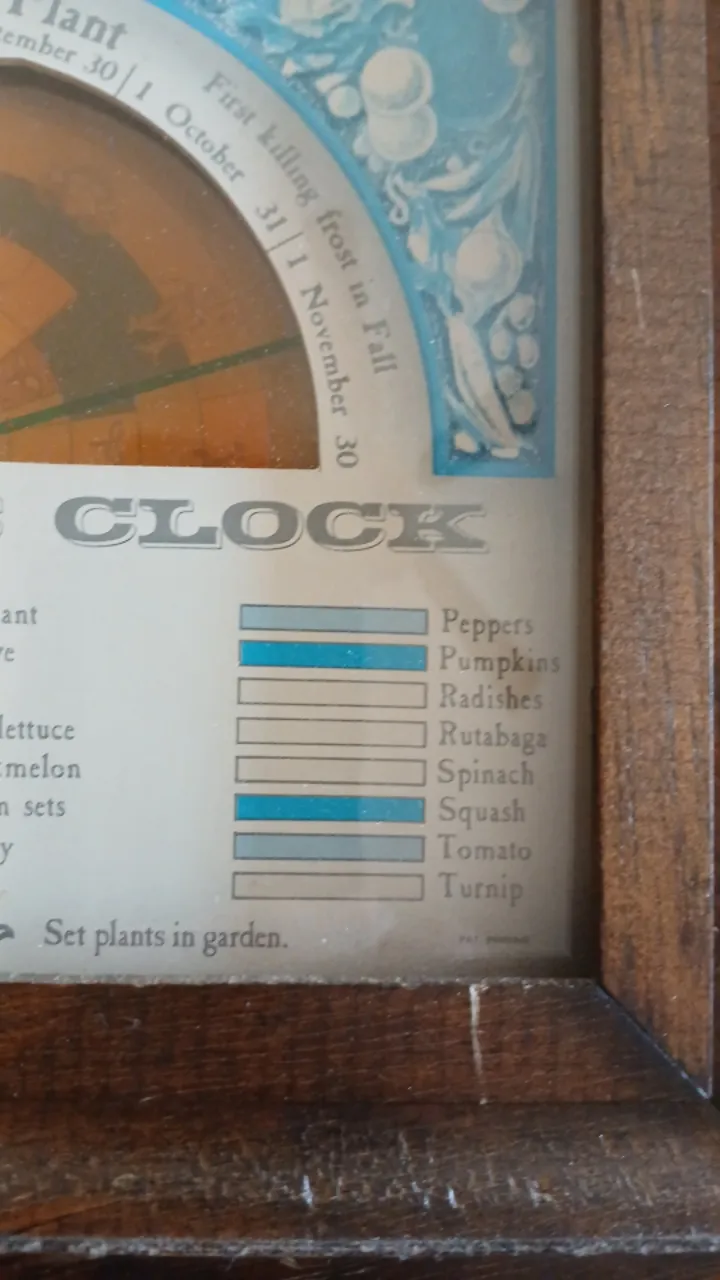 Plant
ember 30 | 1 October 31 | 1 November 30
First killing frost in Fall
CLOCK
ant
Peppers
e
Pumpkins
Radishes
lettuce
Rutabaga
melon
Spinach
n sets
Squash
y
Tomato
Turnip
Set plants in garden.